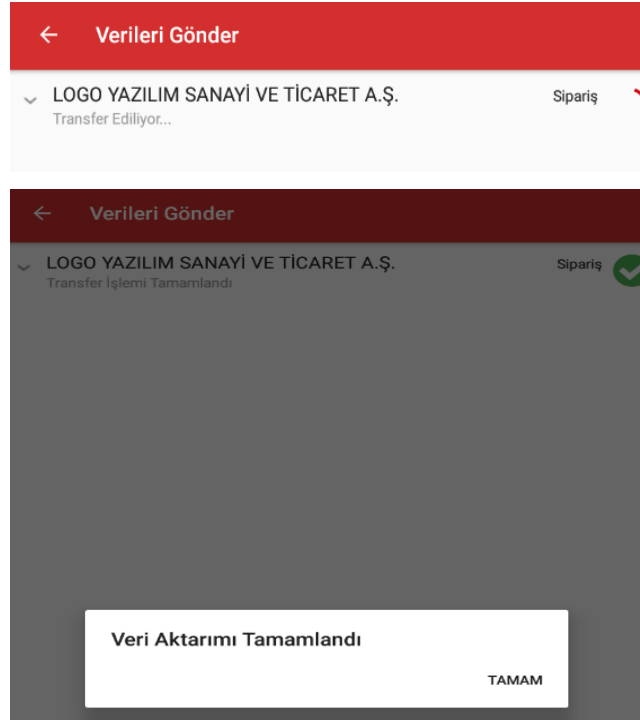 Verileri Gönder
LOGO YAZILIM SANAYİ VE TİCARET A.Ş.
Sipariş
Transfer Ediliyor...
Verileri Gönder
LOGO YAZILIM SANAYİ VE TİCARET A.Ş.
Sipariş
Transfer İşlemi Tamamlandı
Veri Aktarımı Tamamlandı
TAMAM